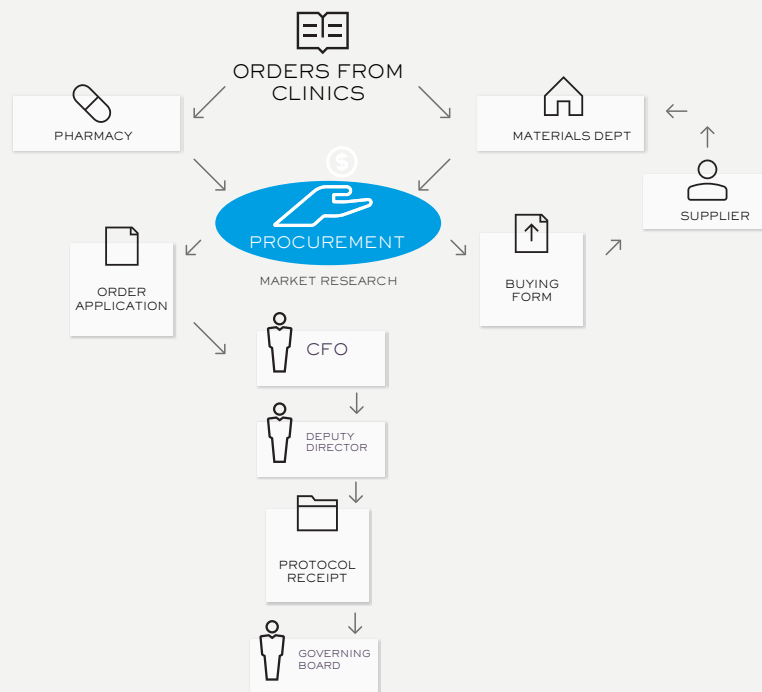 ORDERS FROM
CLINICS
PHARMACY
MATERIALS DEPT
$
SUPPLIER
PROCUREMENT
MARKET RESEARCH
ORDER
APPLICATION
BUYING
FORM
CFO
DEPUTY
DIRECTOR
PROTOCOL
RECEIPT
GOVERNING
BOARD